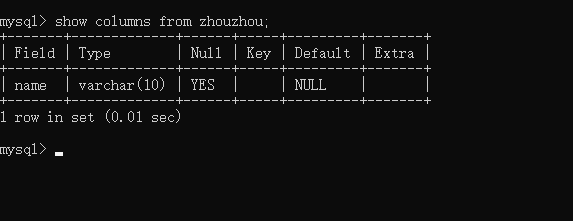 mysql> show columns from zhouzhou;
+-------+-------------+------+-----+---------+-------+
| Field | Type        | Null | Key | Default | Extra |
+-------+-------------+------+-----+---------+-------+
| name  | varchar(10) | YES  |     | NULL    |       |
+-------+-------------+------+-----+---------+-------+
1 row in set (0.01 sec)
mysql> _